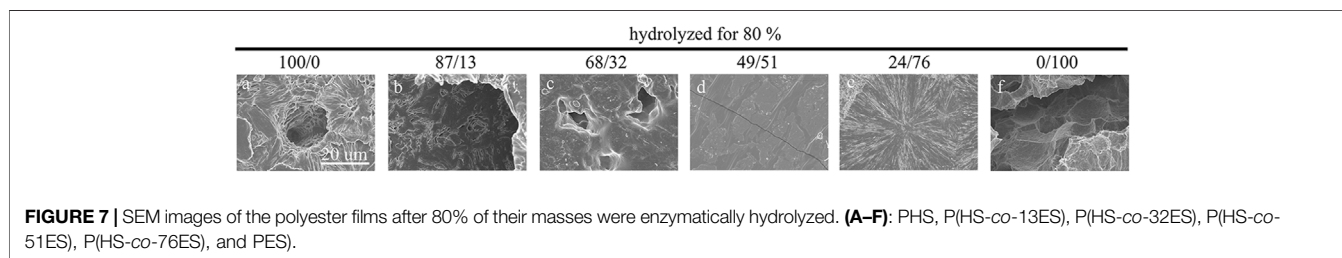 hydrolyzed for 80 %
100/0 87/13 68/32 49/51 24/76 0/100
a b c d e f
20 um
FIGURE 7 | SEM images of the polyester films after 80% of their masses were enzymatically hydrolyzed. (A–F): PHS, P(HS-co-13ES), P(HS-co-32ES), P(HS-co-
51ES), P(HS-co-76ES), and PES).